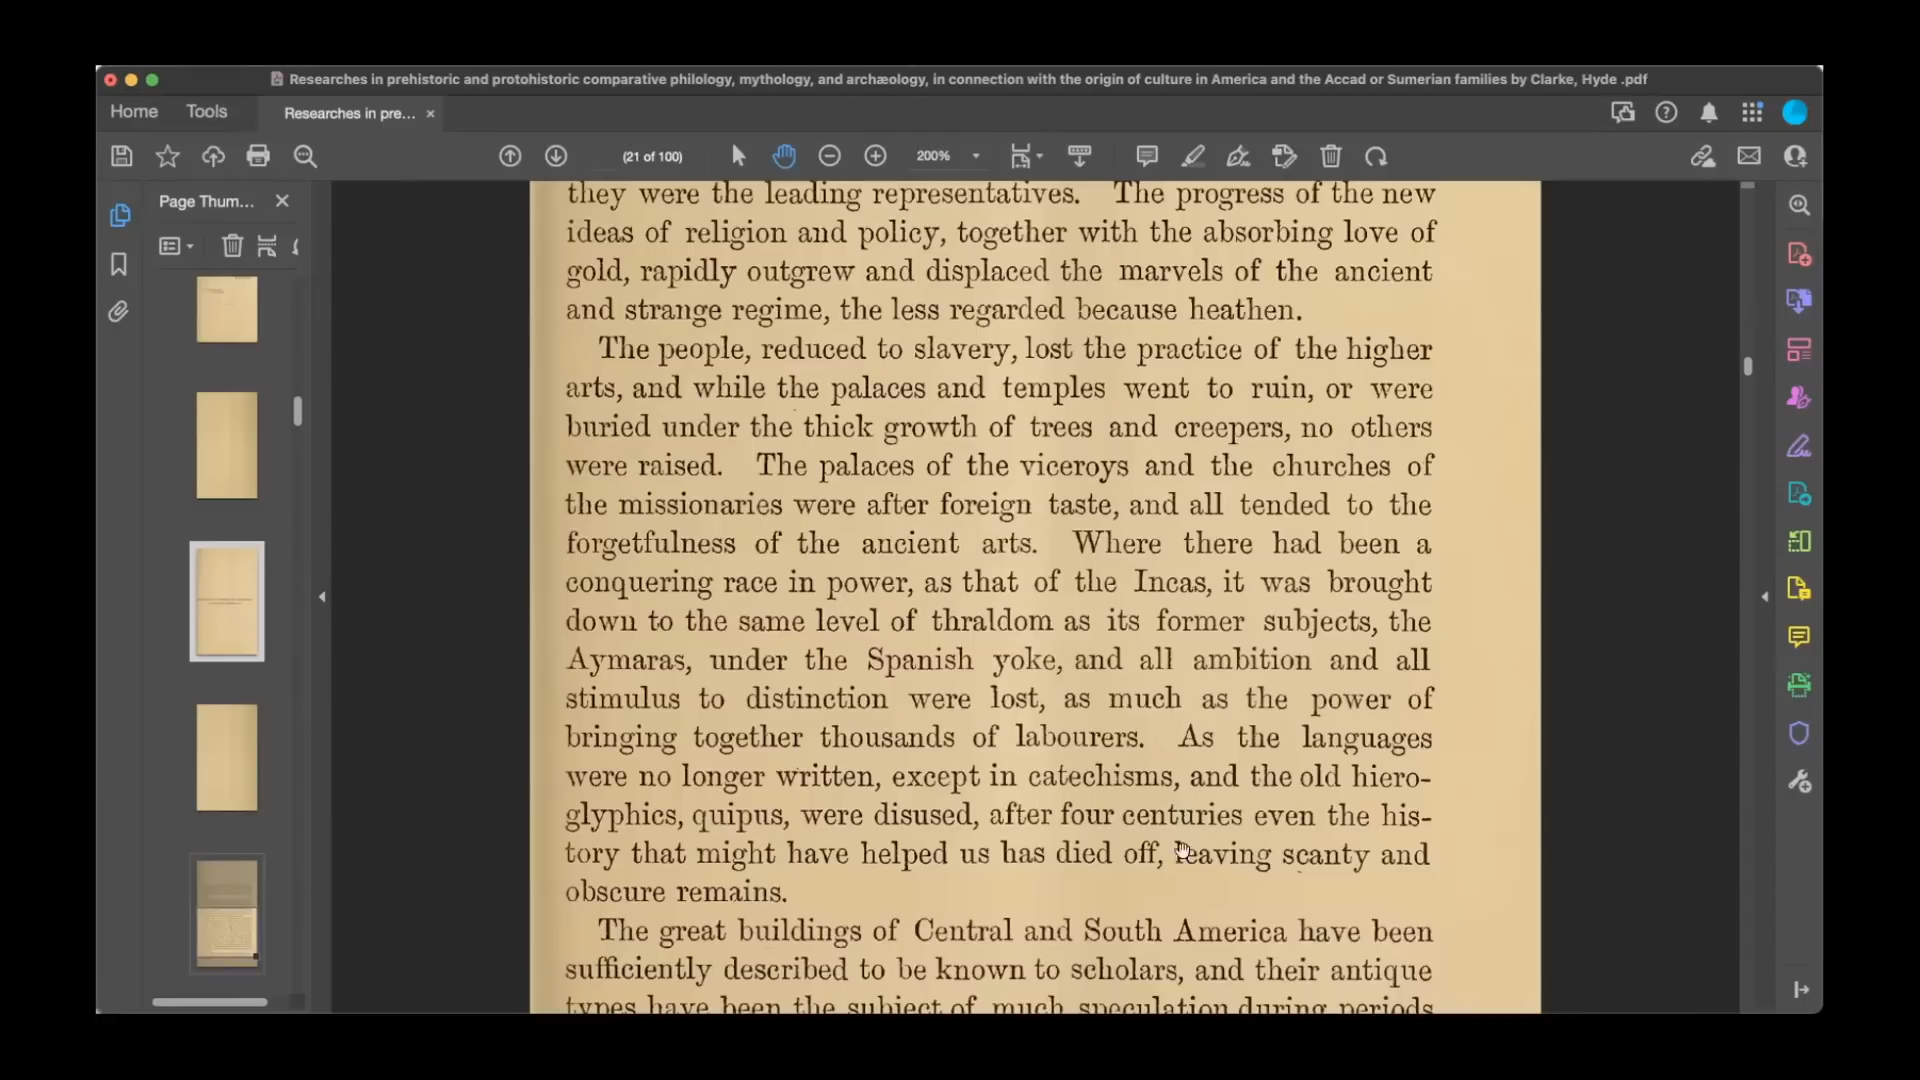 Researches in prehistoric and protohistoric comparative philology, mythology, and archæology, in connection with the origin of culture in America and the Accad or Sumerian families by Clarke, Hyde .pdf
Home
Tools
Researches in pre...
(21 of 100)
200%
Page Thum...
they were the leading representatives. The progress of the new
ideas of religion and policy, together with the absorbing love of
gold, rapidly outgrew and displaced the marvels of the ancient
and strange regime, the less regarded because heathen.
The people, reduced to slavery, lost the practice of the higher
arts, and while the palaces and temples went to ruin, or were
buried under the thick growth of trees and creepers, no others
were raised. The palaces of the viceroys and the churches of
the missionaries were after foreign taste, and all tended to the
forgetfulness of the ancient arts. Where there had been a
conquering race in power, as that of the Incas, it was brought
down to the same level of thraldom as its former subjects, the
Aymaras, under the Spanish yoke, and all ambition and all
stimulus to distinction were lost, as much as the power of
bringing together thousands of labourers. As the languages
were no longer written, except in catechisms, and the old hiero-
glyphics, quipus, were disused, after four centuries even the his-
tory that might have helped us has died off, leaving scanty and
obscure remains.
The great buildings of Central and South America have been
sufficiently described to be known to scholars, and their antique
types have been the subject of much speculation during periods